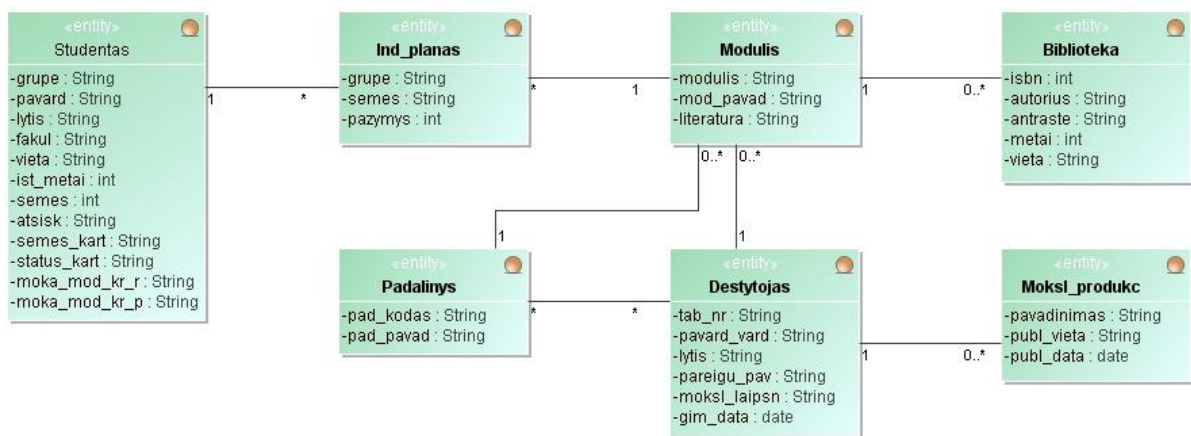 «entity»
Studentas
-grupe : String
-pavard : String
-lytis : String
-fakul : String
-vieta : String
-ist_metai : int
-semes : int
-atsisk : String
-semes_kart : String
-status_kart : String
-moka_mod_kr_r : String
-moka_mod_kr_p : String
1
*
«entity»
Ind_planas
-grupe : String
-semes : String
-pazymys : int
*
1
«entity»
Modulis
-modulis : String
-mod_pavad : String
-literatura : String
1
0..*
«entity»
Biblioteka
-isbn : int
-autorius : String
-antraste : String
-metai : int
-vieta : String
0..*
0..*
1
1
«entity»
Padalinys
-pad_kodas : String
-pad_pavad : String
*
*
«entity»
Destytojas
-tab_nr : String
-pavard_vard : String
-lytis : String
-pareigu_pav : String
-moksl_laipsn : String
-gim_data : date
1
0..*
«entity»
Moksl_produkc
-pavadinimas : String
-publ_vieta : String
-publ_data : date